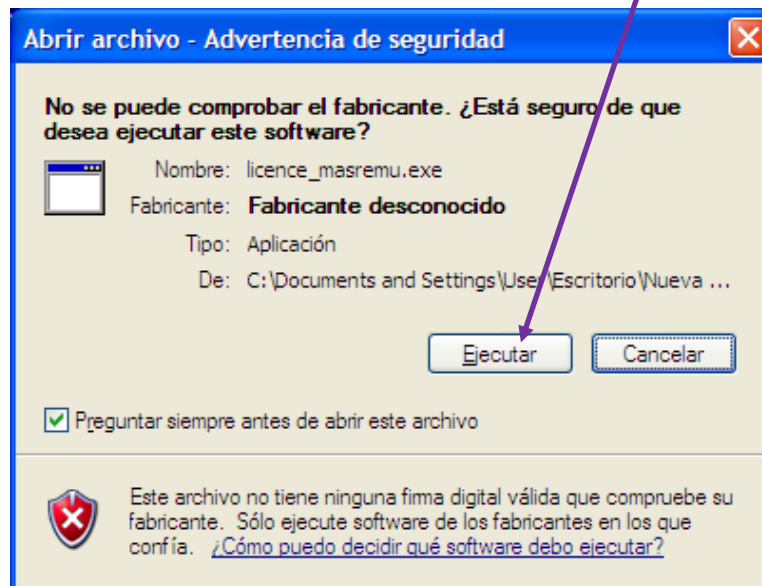 Abrir archivo - Advertencia de seguridad
No se puede comprobar el fabricante. ¿Está seguro de que
desea ejecutar este software?
Nombre: licence_masremu.exe
Fabricante: Fabricante desconocido
Tipo: Aplicación
De: C:\Documents and Settings\User\Escritorio\Nueva ...
Ejecutar Cancelar
Preguntar siempre antes de abrir este archivo
Este archivo no tiene ninguna firma digital válida que compruebe su
fabricante. Sólo ejecute software de los fabricantes en los que
confía. ¿Cómo puedo decidir qué software debo ejecutar?